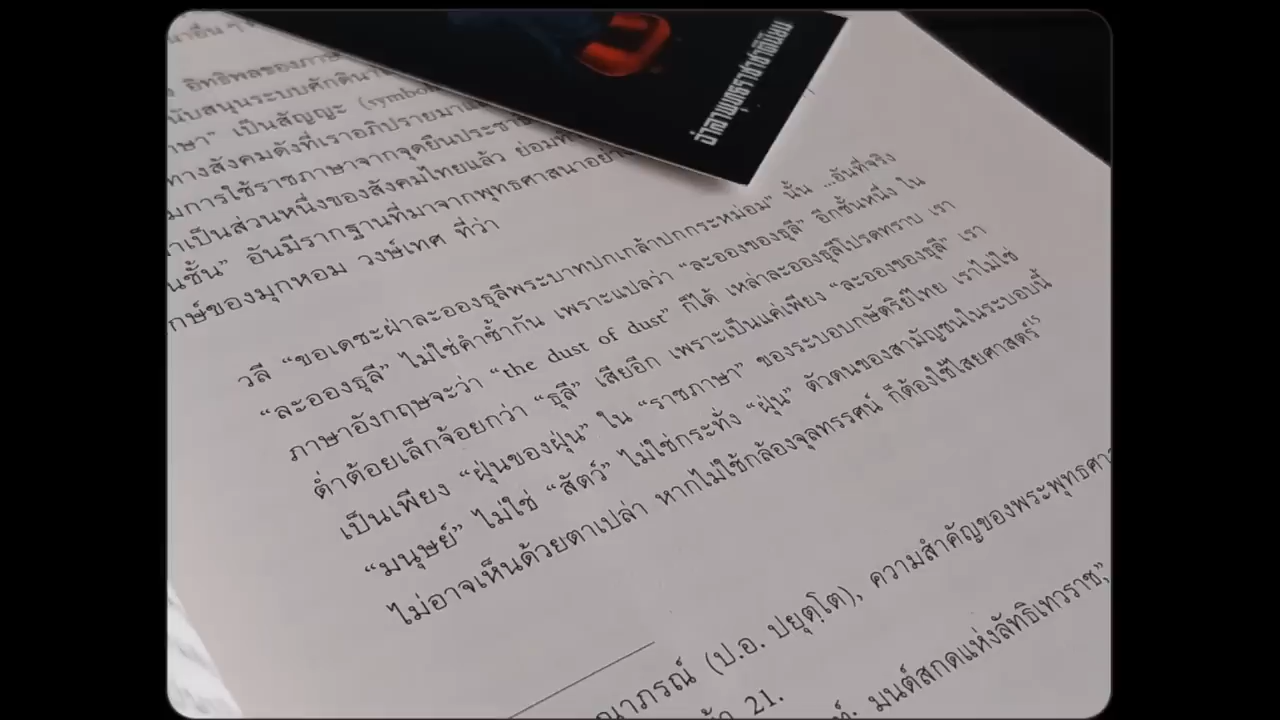 อิทธิพลของภาษ
นับสนุนระบบศักดินา
าษา” เป็นสัญญะ (symbo
ทางสังคมดังที่เราอภิปรายมา
มการใช้ราชภาษาจากจุดยืนประชาธิ
าเป็นส่วนหนึ่งของสังคมไทยแล้ว ย่อม
นชั้น” อันมีรากฐานที่มาจากพุทธศาสนาอย่า
กษ์ของมุกหอม วงษ์เทศ ที่ว่า
ว่าลาพุทธราชาชาตินิยม
วลี “ขอเดชะฝ่าละอองธุลีพระบาทปกเกล้าปกกระหม่อม” นั้น ...อันที่จริง
“ละอองธุลี” ไม่ใช่คำซ้ำกัน เพราะแปลว่า “ละอองของธุลี” อีกชั้นหนึ่ง ใน
ภาษาอังกฤษจะว่า “the dust of dust” ก็ได้ เหล่าละอองธุลีโปรดทราบ เรา
ต่ำต้อยเล็กจ้อยกว่า “ธุลี” เสียอีก เพราะเป็นแค่เพียง “ละอองของธุลี” เรา
เป็นเพียง “ฝุ่นของฝุ่น” ใน “ราชภาษา” ของระบอบกษัตริย์ไทย เราไม่ใช่
“มนุษย์” ไม่ใช่ “สัตว์” ไม่ใช่กระทั่ง “ฝุ่น” ตัวตนของสามัญชนในระบอบนี้
ไม่อาจเห็นด้วยตาเปล่า หากไม่ใช้กล้องจุลทรรศน์ ก็ต้องใช้ไสยศาสตร์15
ณาภรณ์ (ป.อ. ปยุตฺโต), ความสำคัญของพระพุทธศา
21.
มนต์สกดแห่งลัทธิเทวราช”,